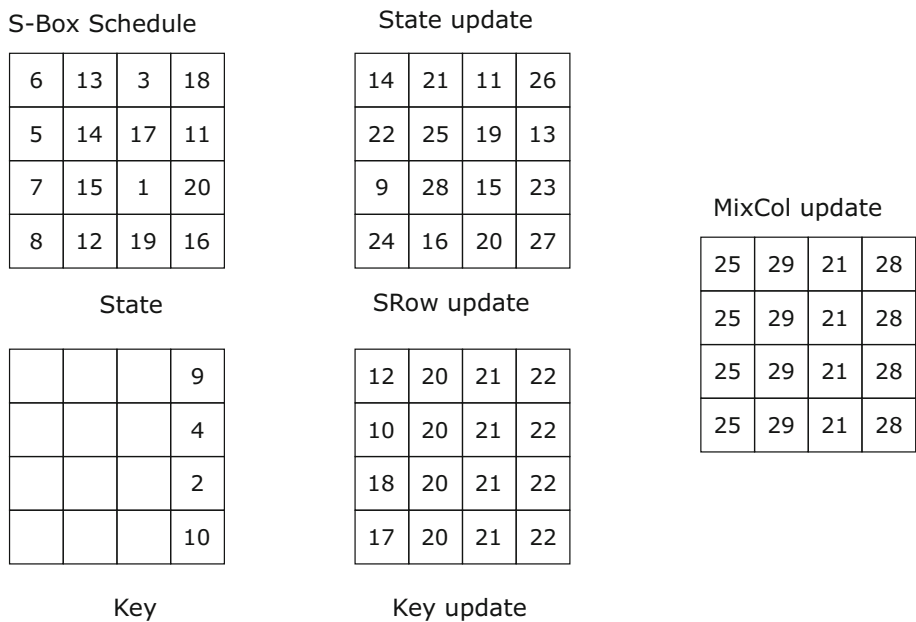 S-Box Schedule State update
6 13 3 18 14 21 11 26
5 14 17 11 22 25 19 13
7 15 1 20 9 28 15 23
MixCol update
8 12 19 16 24 16 20 27
25 29 21 28
State SRow update
25 29 21 28
9 12 20 21 22
25 29 21 28
4 10 20 21 22
25 29 21 28
2 18 20 21 22
10 17 20 21 22
Key Key update